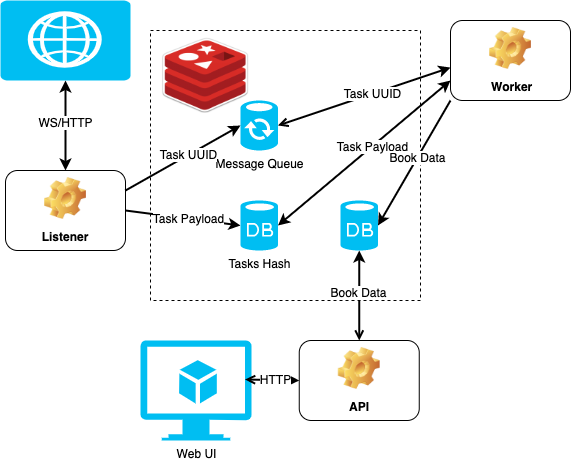 Worker
Task UUID
WS/HTTP
Task UUID
Message Queue
Task Payload
Book Data
Task Payload
Listener
DB
DB
Tasks Hash
Book Data
HTTP
API
Web UI